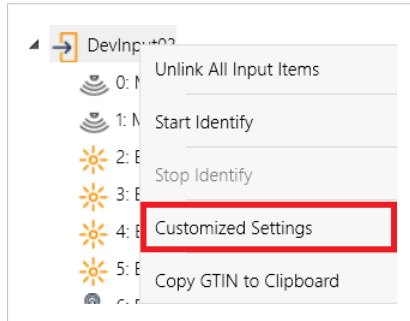 DevInput02
Unlink All Input Items
0:
1:
Start Identify
2:
Stop Identify
3:
4:
Customized Settings
5:
Copy GTIN to Clipboard